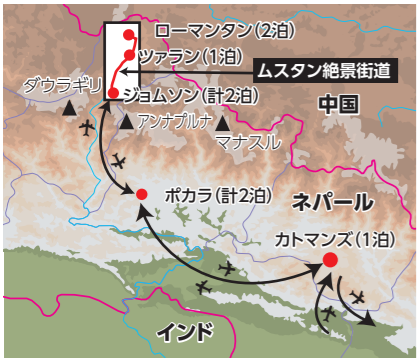 ローマンタン(2泊)
ツァラン(1泊)
ムスタン絶景街道
ダウラギリ
ジョムソン(計2泊)
中国
アンナプルナ
マナスル
ポカラ(計2泊)
ネパール
カトマンズ(1泊)
インド